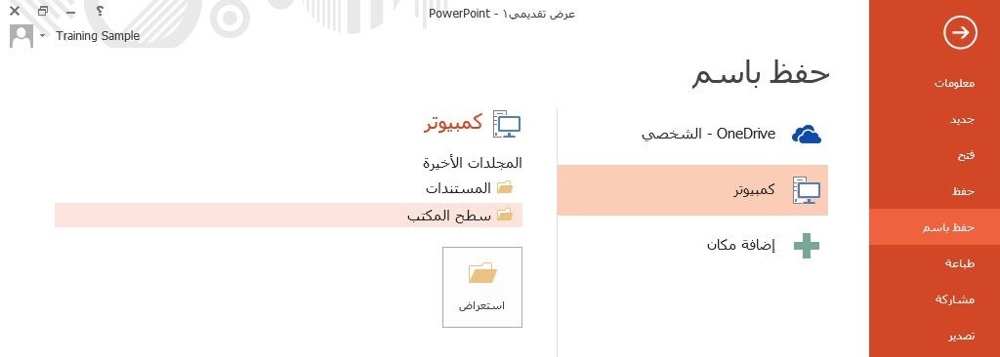 عرض تقديمي١ - PowerPoint
Training Sample
حفظ باسم
معلومات
جديد
فتح
حفظ
حفظ باسم
طباعة
مشاركة
تصدير
OneDrive - الشخصي
كمبيوتر
إضافة مكان
كمبيوتر
المجلدات الأخيرة
المستندات
سطح المكتب
استعراض